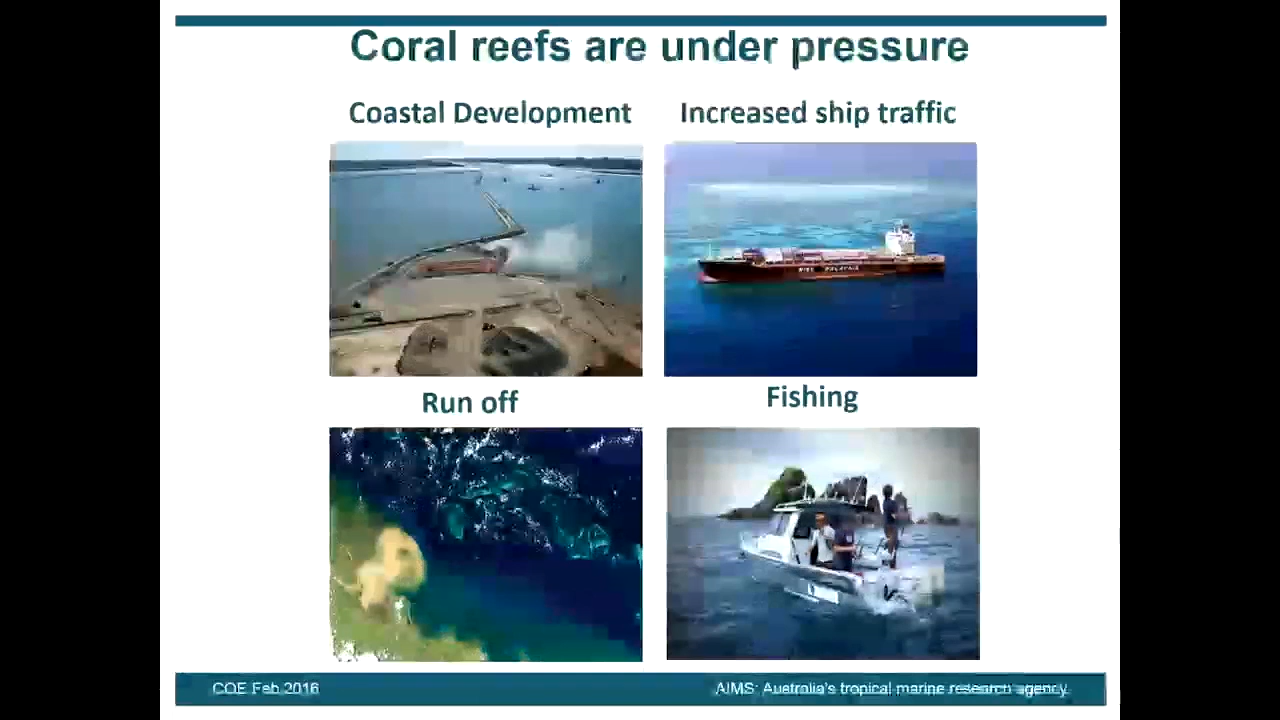 Coral reefs are under pressure
Coastal Development
Increased ship traffic
Run off
Fishing
COE Feb 2016
AIMS: Australia's tropical marine research agency